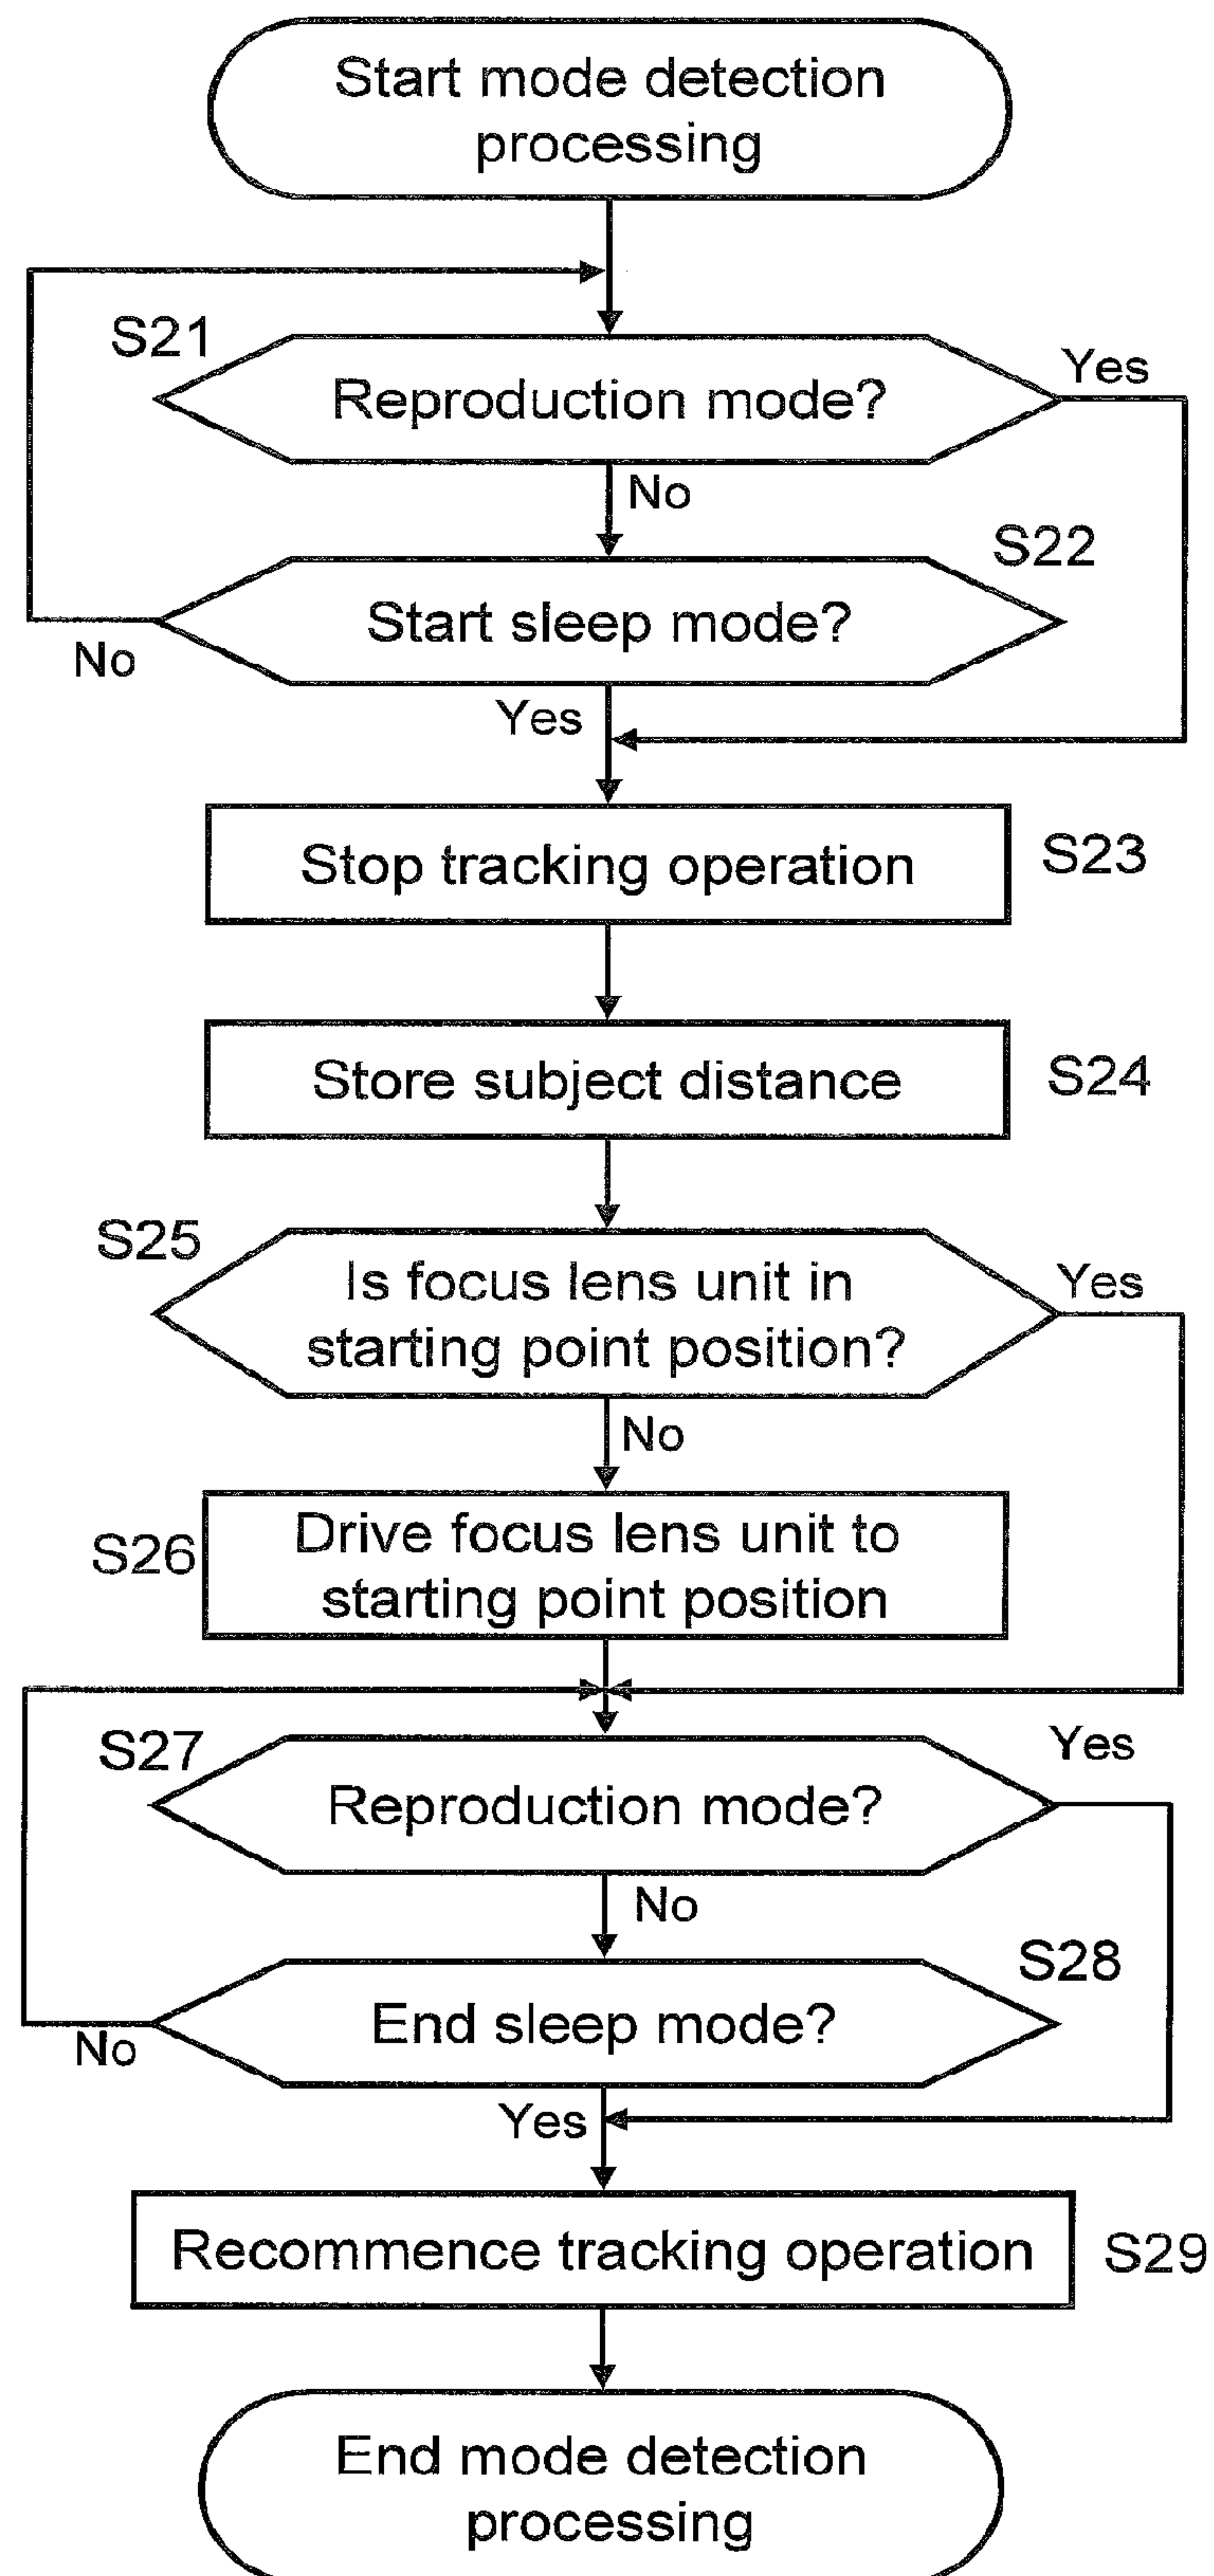 Start mode detection
processing
S21
Reproduction mode?
Yes
No
S22
Start sleep mode?
No
Yes
Stop tracking operation
S23
Store subject distance
S24
S25
Is focus lens unit in
starting point position?
Yes
No
S26
Drive focus lens unit to
starting point position
S27
Reproduction mode?
Yes
No
S28
End sleep mode?
No
Yes
Recommence tracking operation
S29
End mode detection
processing